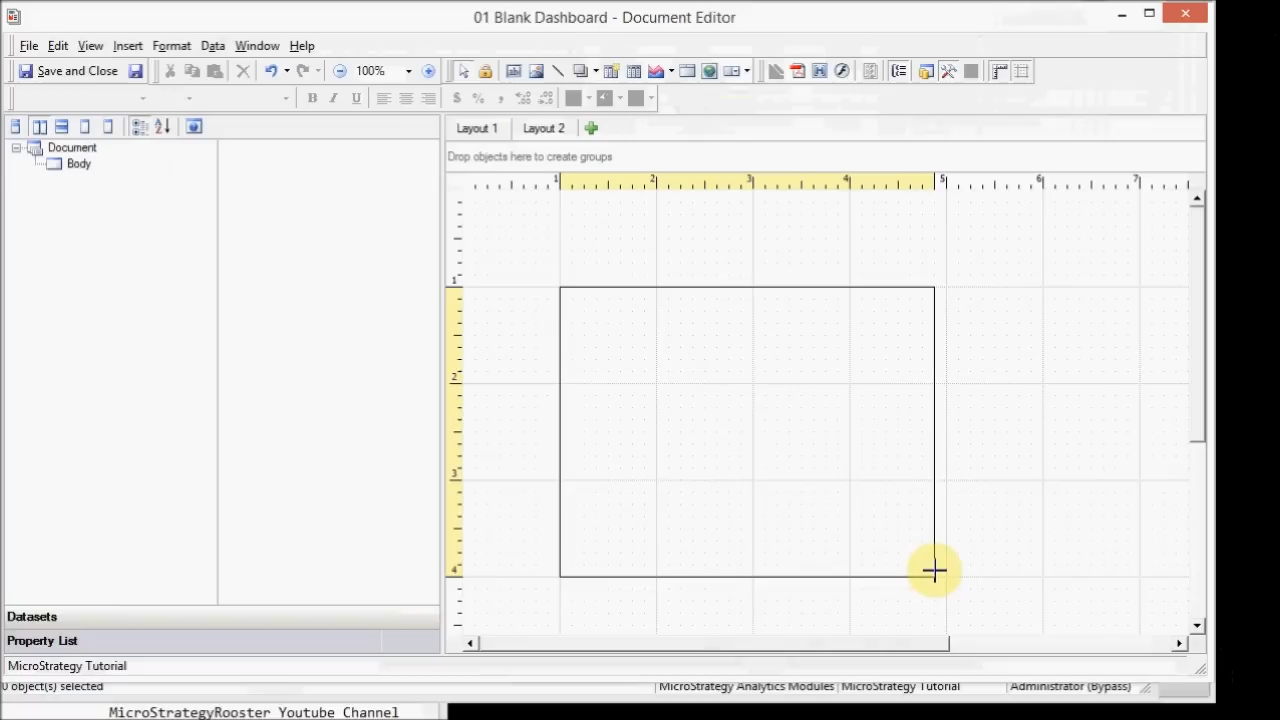 01 Blank Dashboard - Document Editor
File Edit View Insert Format Data Window Help
Save and Close 100%
B I U $ % ,
Layout 1 Layout 2
Document
Body
Drop objects here to create groups
1 2 3 4 5 6 7
1
2
3
4
Datasets
Property List
MicroStrategy Tutorial
0 object(s) selected MicroStrategy Analytics Modules MicroStrategy Tutorial Administrator (Bypass)
MicroStrategyRooster Youtube Channel